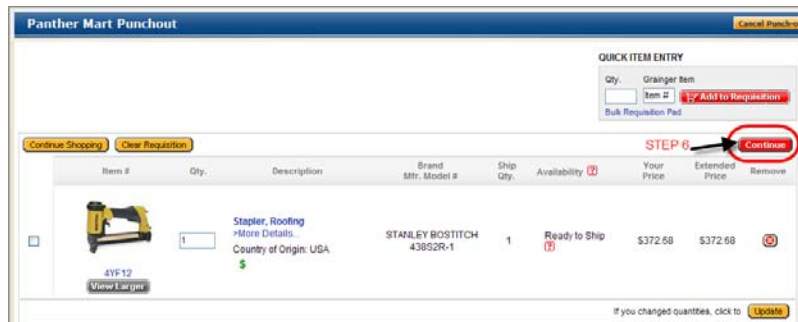 Panther Mart Punchout
Cancel Punch-o
QUICK ITEM ENTRY
Qty. Grainger Item
Item # Add to Requisition
Bulk Requisition Pad
Continue Shopping Clear Requisition STEP 6 Continue
Item # Qty. Description Brand Mfr. Model # Ship Qty. Availability ? Your Price Extended Price Remove
Stapler, Roofing
>More Details...
Country of Origin: USA
$
1
STANLEY BOSTITCH
438S2R-1
1
Ready to Ship
?
$372.68 $372.68
4YF12
View Larger
If you changed quantities, click to Update